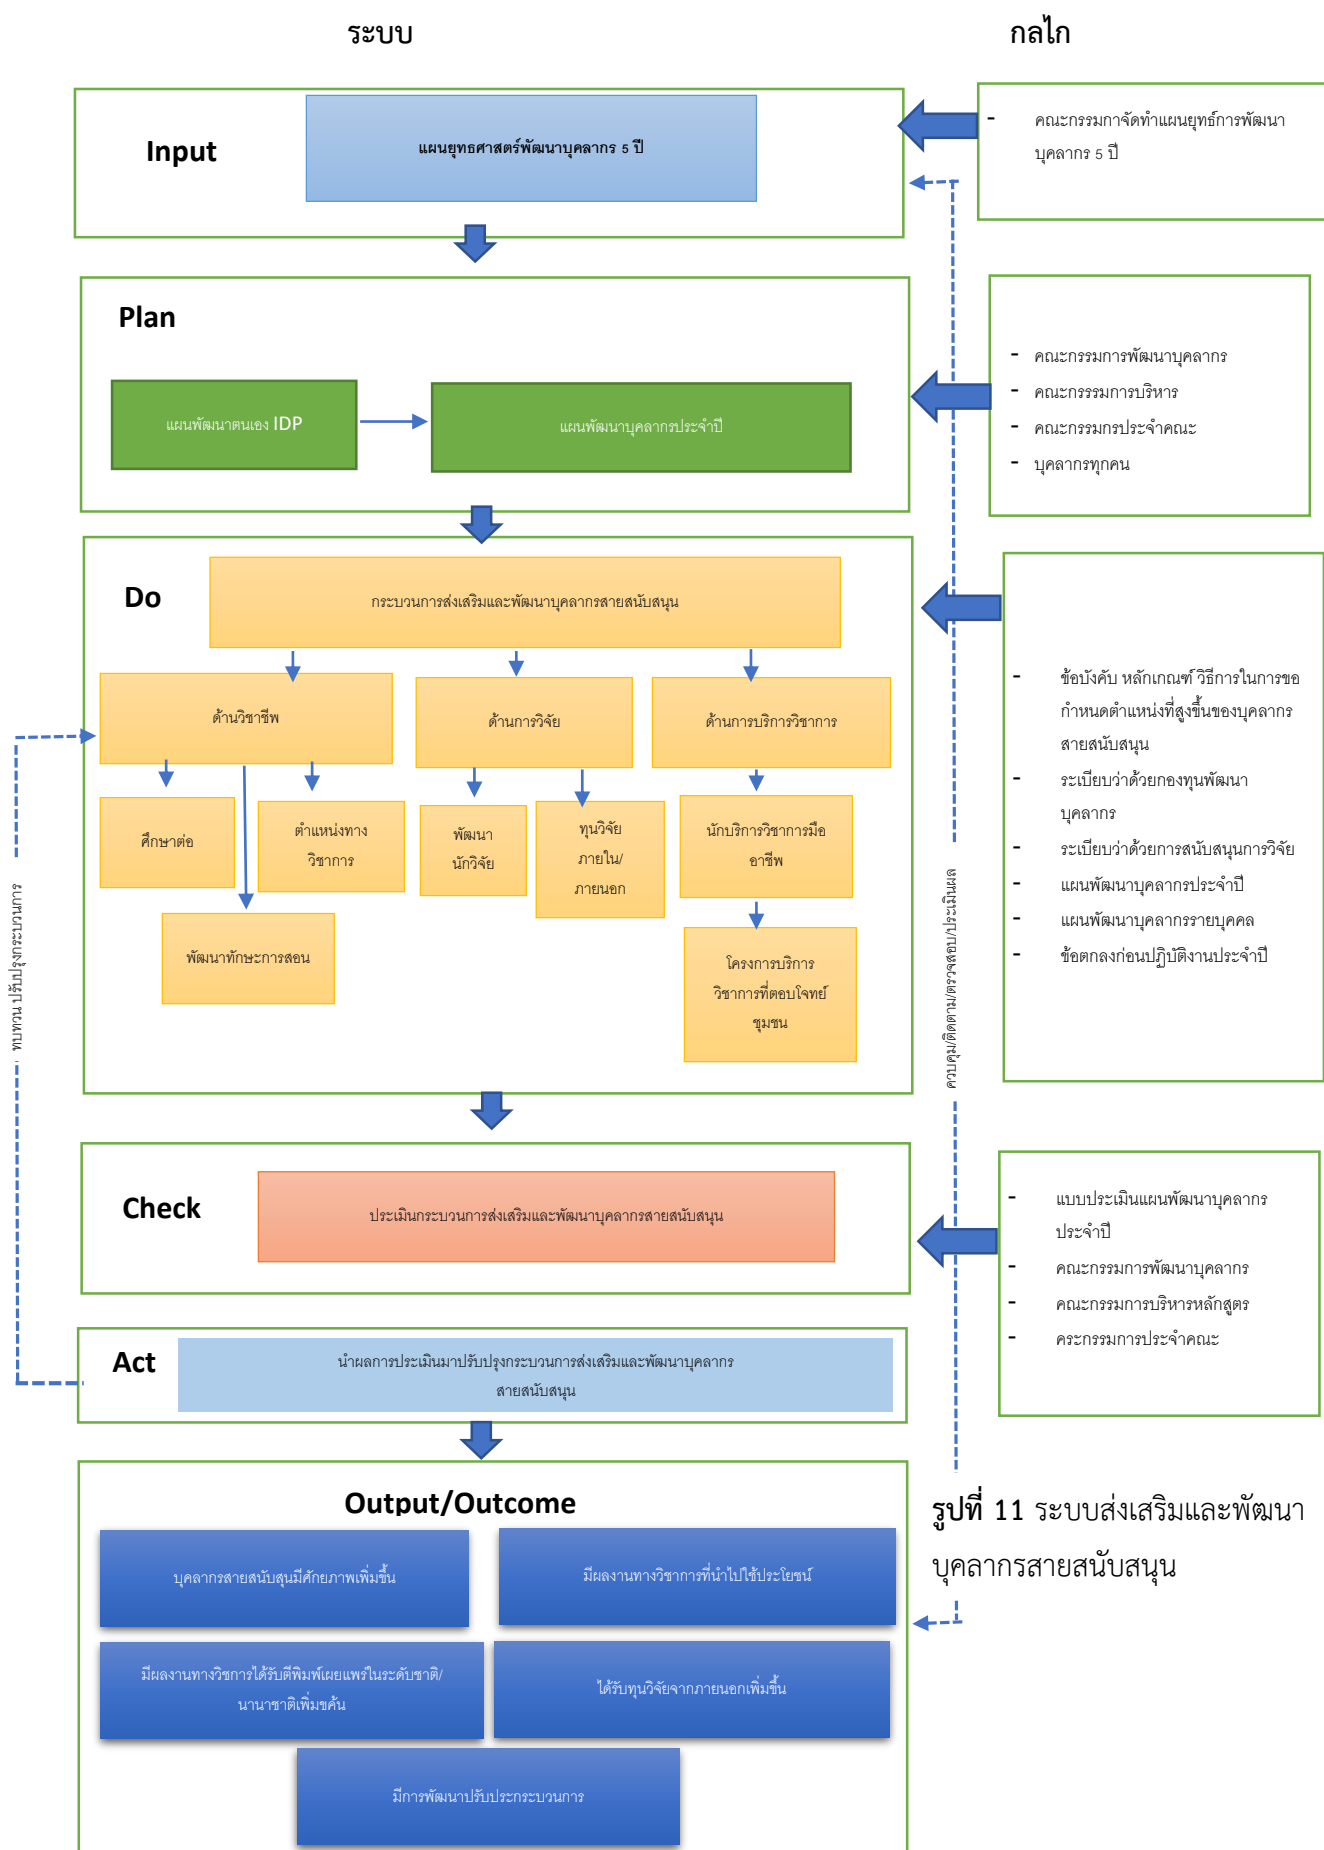 ระบบ
กลไก
Input
แผนยุทธศาสตร์พัฒนาบุคลากร 5 ปี
- คณะกรรมกาจัดทำแผนยุทธ์การพัฒนา
บุคลากร 5 ปี
Plan
แผนพัฒนาตนเอง IDP
แผนพัฒนาบุคลากรประจำปี
- คณะกรรมการพัฒนาบุคลากร
- คณะกรรรมการบริหาร
- คณะกรรมกรประจำคณะ
- บุคลากรทุกคน
Do
กระบวนการส่งเสริมและพัฒนาบุคลากรสายสนับสนุน
ด้านวิชาชีพ
ด้านการวิจัย
ด้านการบริการวิชาการ
ศึกษาต่อ
ตำแหน่งทาง
วิชาการ
พัฒนา
นักวิจัย
ทุนวิจัย
ภายใน/
ภายนอก
นักบริการวิชาการมือ
อาชีพ
พัฒนาทักษะการสอน
โครงการบริการ
วิชาการที่ตอบโจทย์
ชุมชน
- ข้อบังคับ หลักเกณฑ์ วิธีการในการขอ
กำหนดตำแหน่งที่สูงขึ้นของบุคลากร
สายสนับสนุน
- ระเบียบว่าด้วยกองทุนพัฒนา
บุคลากร
- ระเบียบว่าด้วยการสนับสนุนการวิจัย
- แผนพัฒนาบุคลากรประจำปี
- แผนพัฒนาบุคลากรรายบุคคล
- ข้อตกลงก่อนปฏิบัติงานประจำปี
ทบทวน ปรับปรุงกระบวนการ
ควบคุม/ติดตาม/ตรวจสอบ/ประเมินผล
Check
ประเมินกระบวนการส่งเสริมและพัฒนาบุคลากรสายสนับสนุน
- แบบประเมินแผนพัฒนาบุคลากร
ประจำปี
- คณะกรรมการพัฒนาบุคลากร
- คณะกรรมการบริหารหลักสูตร
- คระกรรมการประจำคณะ
Act
นำผลการประเมินมาปรับปรุงกระบวนการส่งเสริมและพัฒนาบุคลากร
สายสนับสนุน
Output/Outcome
บุคลากรสายสนับสุนมีศักยภาพเพิ่มขึ้น
มีผลงานทางวิชาการที่นำไปใช้ประโยชน์
มีผลงานทางวิชการได้รับตีพิมพ์เผยแพร่ในระดับชาติ/
นานาชาติเพิ่มขค้น
ได้รับทุนวิจัยจากภายนอกเพิ่มขึ้น
มีการพัฒนาปรับประกระบวนการ
รูปที่ 11 ระบบส่งเสริมและพัฒนา
บุคลากรสายสนับสนุน